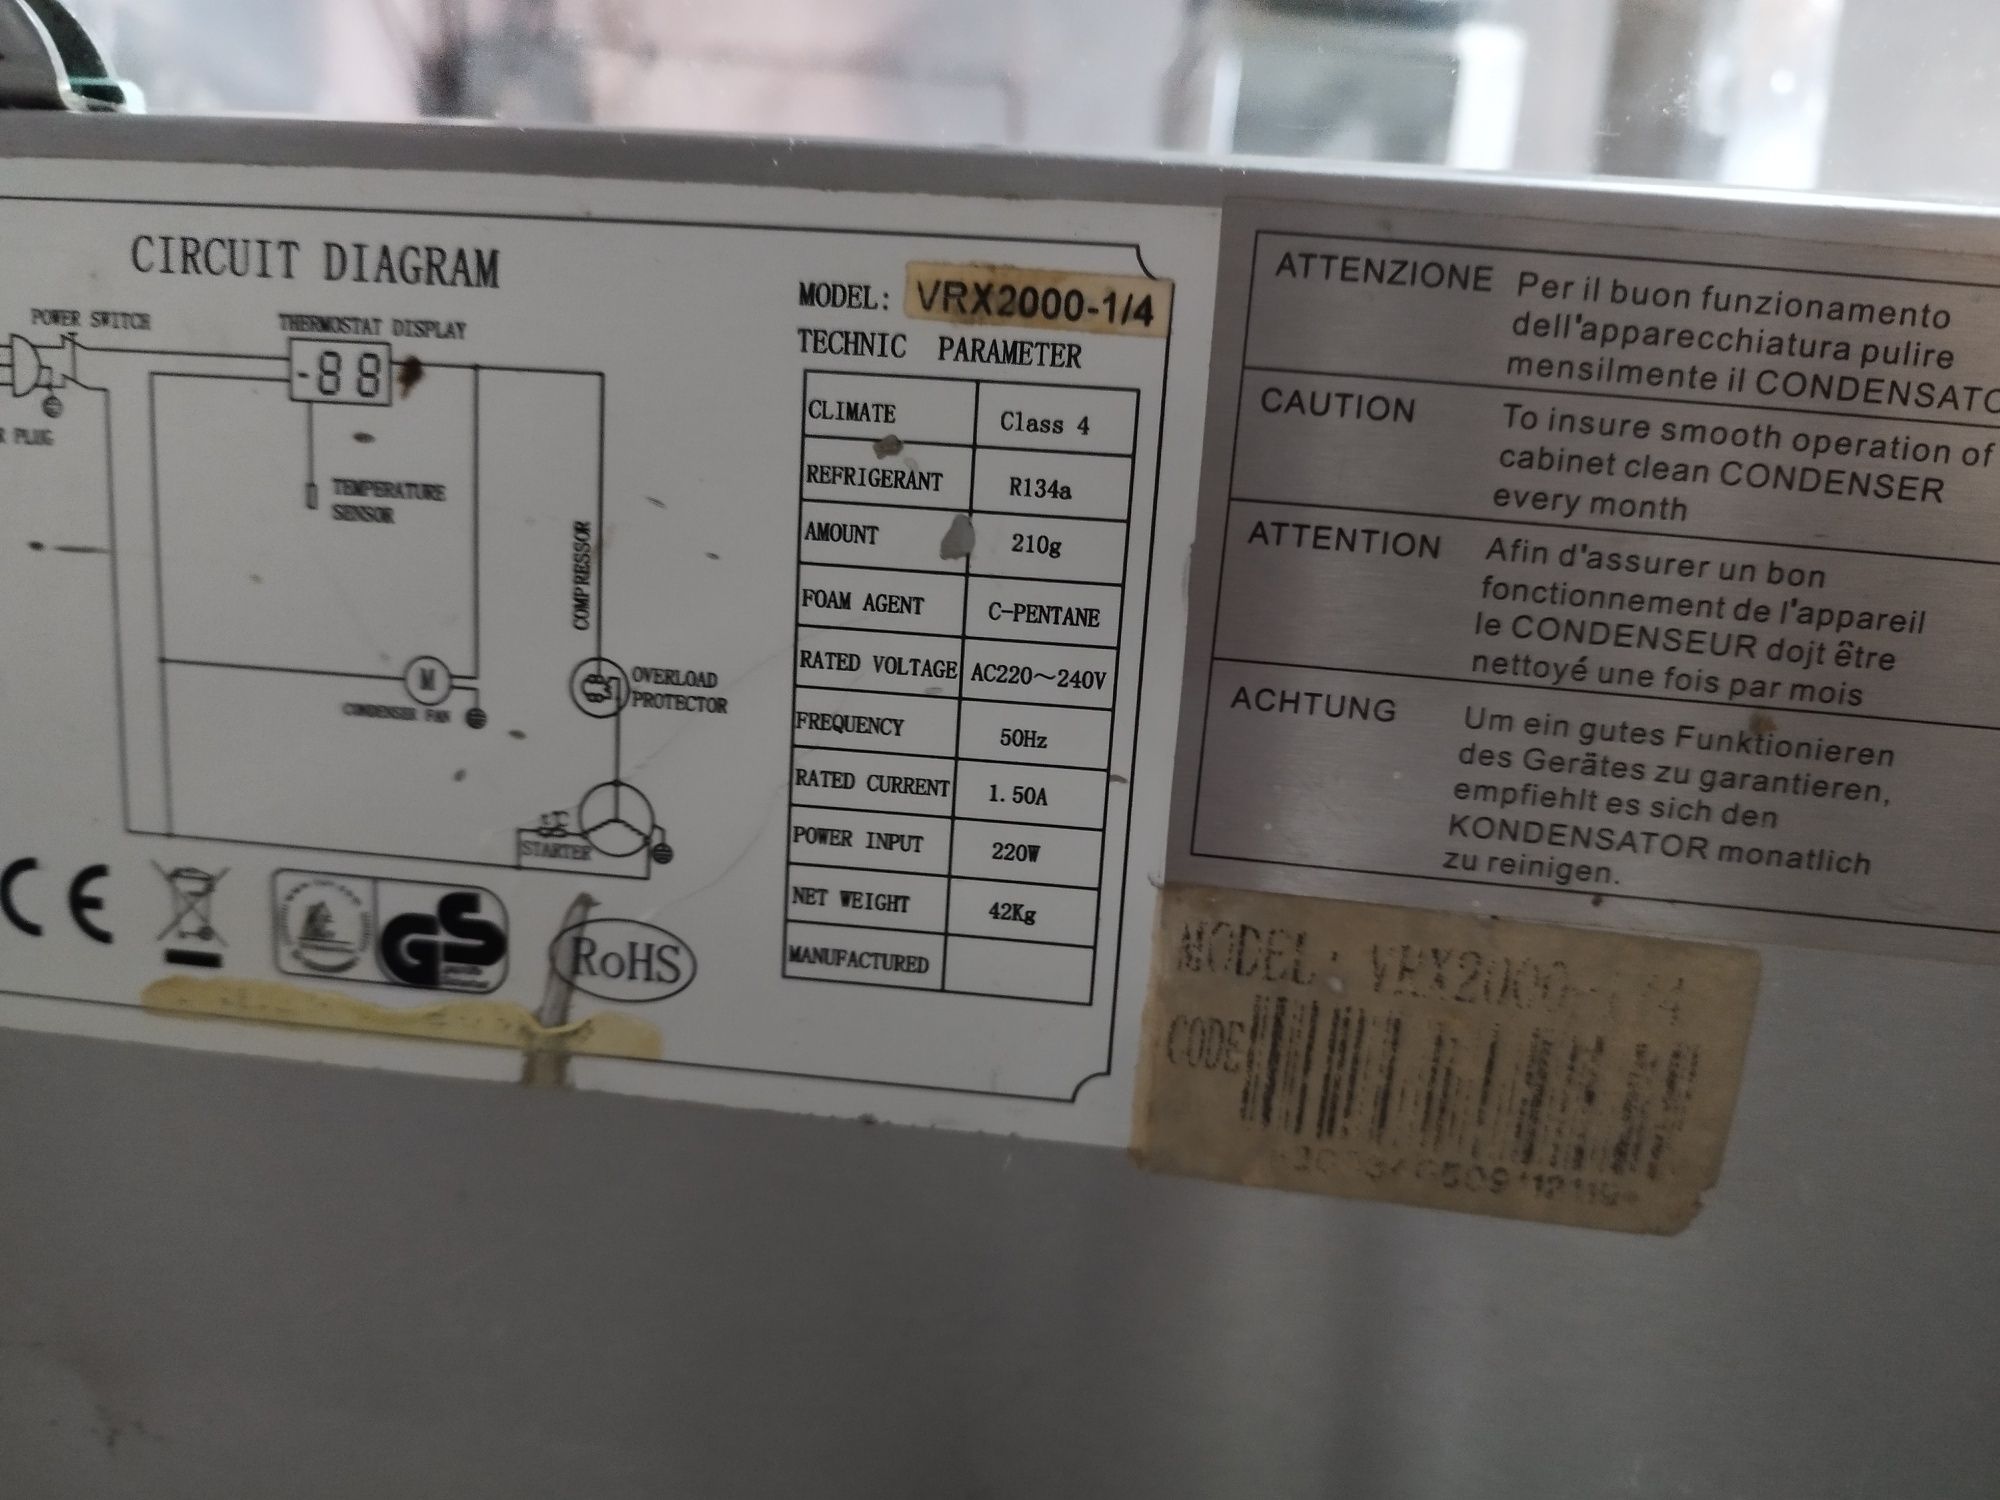 CIRCUIT DIAGRAM
POWER SWITCH
THERMOSTAT DISPLAY
-88
R PLUG
TEMPERATURE
SENSOR
COMPRESSOR
OVERLOAD
PROTECTOR
M
CONDENSER FAN
STARTER
CE
GS
RoHS
MODEL: VRX2000-1/4
TECHNIC PARAMETER
CLIMATE Class 4
REFRIGERANT R134a
AMOUNT 210g
FOAM AGENT C-PENTANE
RATED VOLTAGE AC220～240V
FREQUENCY 50Hz
RATED CURRENT 1.50A
POWER INPUT 220W
NET WEIGHT 42Kg
MANUFACTURED
ATTENZIONE Per il buon funzionamento
dell'apparecchiatura pulire
mensilmente il CONDENSATO
CAUTION To insure smooth operation of
cabinet clean CONDENSER
every month
ATTENTION Afin d'assurer un bon
fonctionnement de l'appareil
le CONDENSEUR dojt être
nettoyé une fois par mois
ACHTUNG Um ein gutes Funktionieren
des Gerätes zu garantieren,
empfiehlt es sich den
KONDENSATOR monatlich
zu reinigen.
MODEL:
CODE